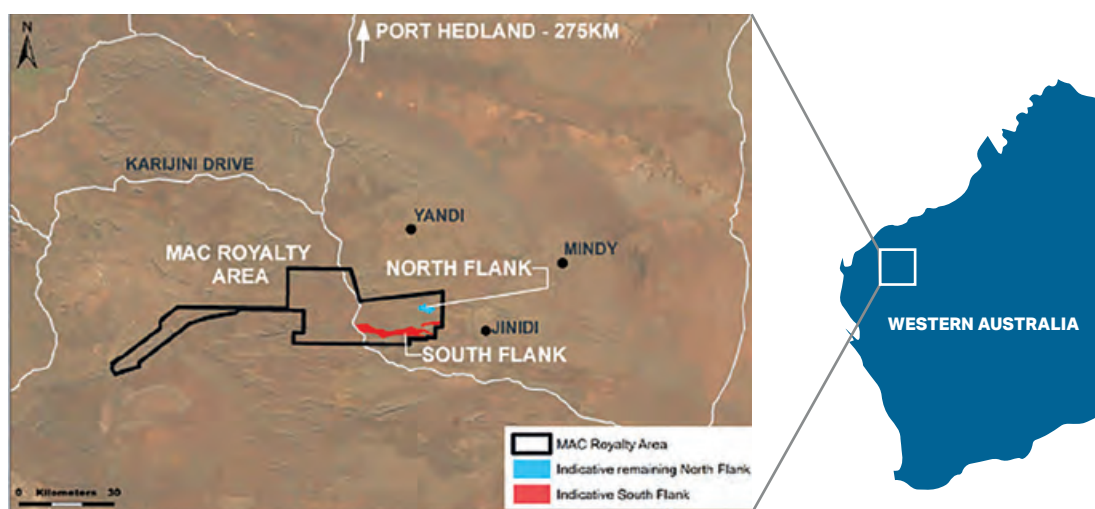 N
PORT HEDLAND - 275KM
KARIJINI DRIVE
YANDI
MAC ROYALTY
AREA
NORTH FLANK
MINDY
JINIDI
SOUTH FLANK
MAC Royalty Area
Indicative remaining North Flank
Indicative South Flank
0 Kilometers 30
WESTERN AUSTRALIA